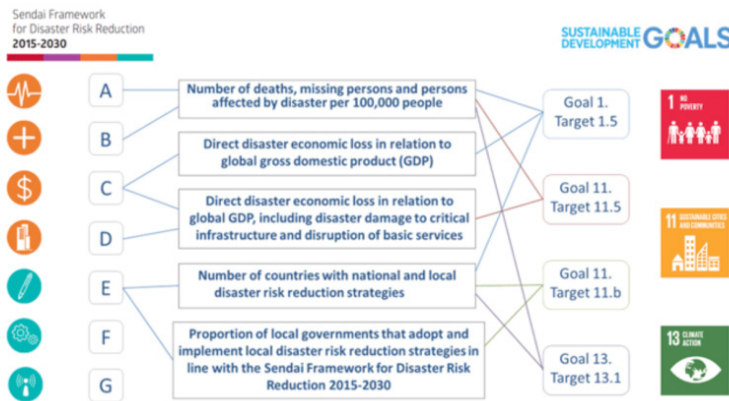 Sendai Framework
for Disaster Risk Reduction
2015-2030
SUSTAINABLE
DEVELOPMENT GOALS
A
B
C
D
E
F
G
Number of deaths, missing persons and persons
affected by disaster per 100,000 people
Direct disaster economic loss in relation to
global gross domestic product (GDP)
Direct disaster economic loss in relation to
global GDP, including disaster damage to critical
infrastructure and disruption of basic services
Number of countries with national and local
disaster risk reduction strategies
Proportion of local governments that adopt and
implement local disaster risk reduction strategies in
line with the Sendai Framework for Disaster Risk
Reduction 2015-2030
Goal 1.
Target 1.5
Goal 11.
Target 11.5
Goal 11.
Target 11.b
Goal 13.
Target 13.1
1 NO
POVERTY
11 SUSTAINABLE CITIES
AND COMMUNITIES
13 CLIMATE
ACTION
$